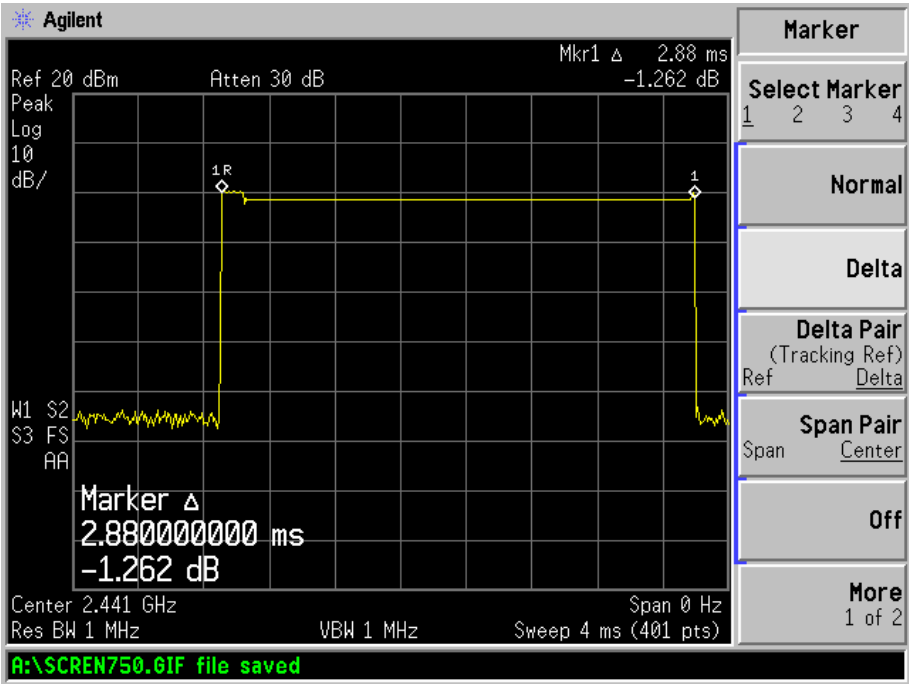 Agilent
Mkr1 Δ 2.88 ms
Ref 20 dBm Atten 30 dB -1.262 dB
Peak
Log
10
dB/
1R
1
W1 S2
S3 FS
AA
Marker Δ
2.880000000 ms
-1.262 dB
Center 2.441 GHz Span 0 Hz
Res BW 1 MHz VBW 1 MHz Sweep 4 ms (401 pts)
A:\SCREN750.GIF file saved
Marker
Select Marker
1 2 3 4
Normal
Delta
Delta Pair
(Tracking Ref)
Ref Delta
Span Pair
Span Center
Off
More
1 of 2